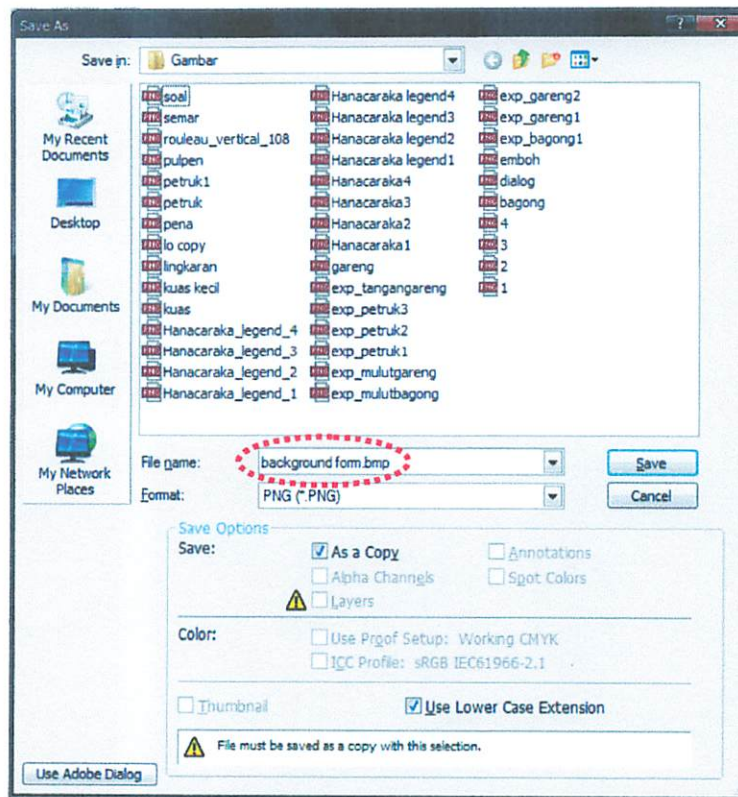 Save As
Save in:
Gambar
My Recent
Documents
Desktop
My Documents
My Computer
My Network
Places
soal
semar
rouleau_vertical_108
pulpen
petruk1
petruk
pena
lo copy
lingkaran
kuas kecil
kuas
Hanacaraka_legend_4
Hanacaraka_legend_3
Hanacaraka_legend_2
Hanacaraka_legend_1
Hanacaraka legend4
Hanacaraka legend3
Hanacaraka legend2
Hanacaraka legend1
Hanacaraka4
Hanacaraka3
Hanacaraka2
Hanacaraka1
gareng
exp_tangangareng
exp_petruk3
exp_petruk2
exp_petruk1
exp_mulutgareng
exp_mulutbagong
exp_gareng2
exp_gareng1
exp_bagong1
emboh
dialog
bagong
4
3
2
1
File name:
background form.bmp
Save
Format:
PNG (*.PNG)
Cancel
Save Options
Save:
As a Copy
Annotations
Alpha Channels
Spot Colors
Layers
Color:
Use Proof Setup: Working CMYK
ICC Profile: sRGB IEC61966-2.1
Thumbnail
Use Lower Case Extension
File must be saved as a copy with this selection.
Use Adobe Dialog